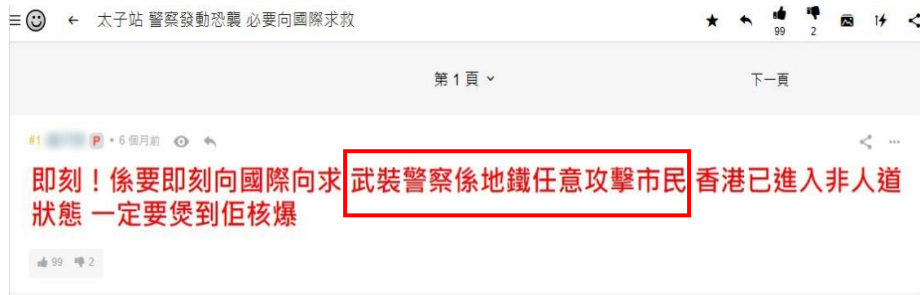 太子站 警察發動恐襲 必要向國際求救
99
2
第 1 頁
下一頁
#1 P • 6 個月前
即刻！係要即刻向國際向求 武裝警察係地鐵任意攻擊市民 香港已進入非人道
狀態 一定要煲到佢核爆
99 2